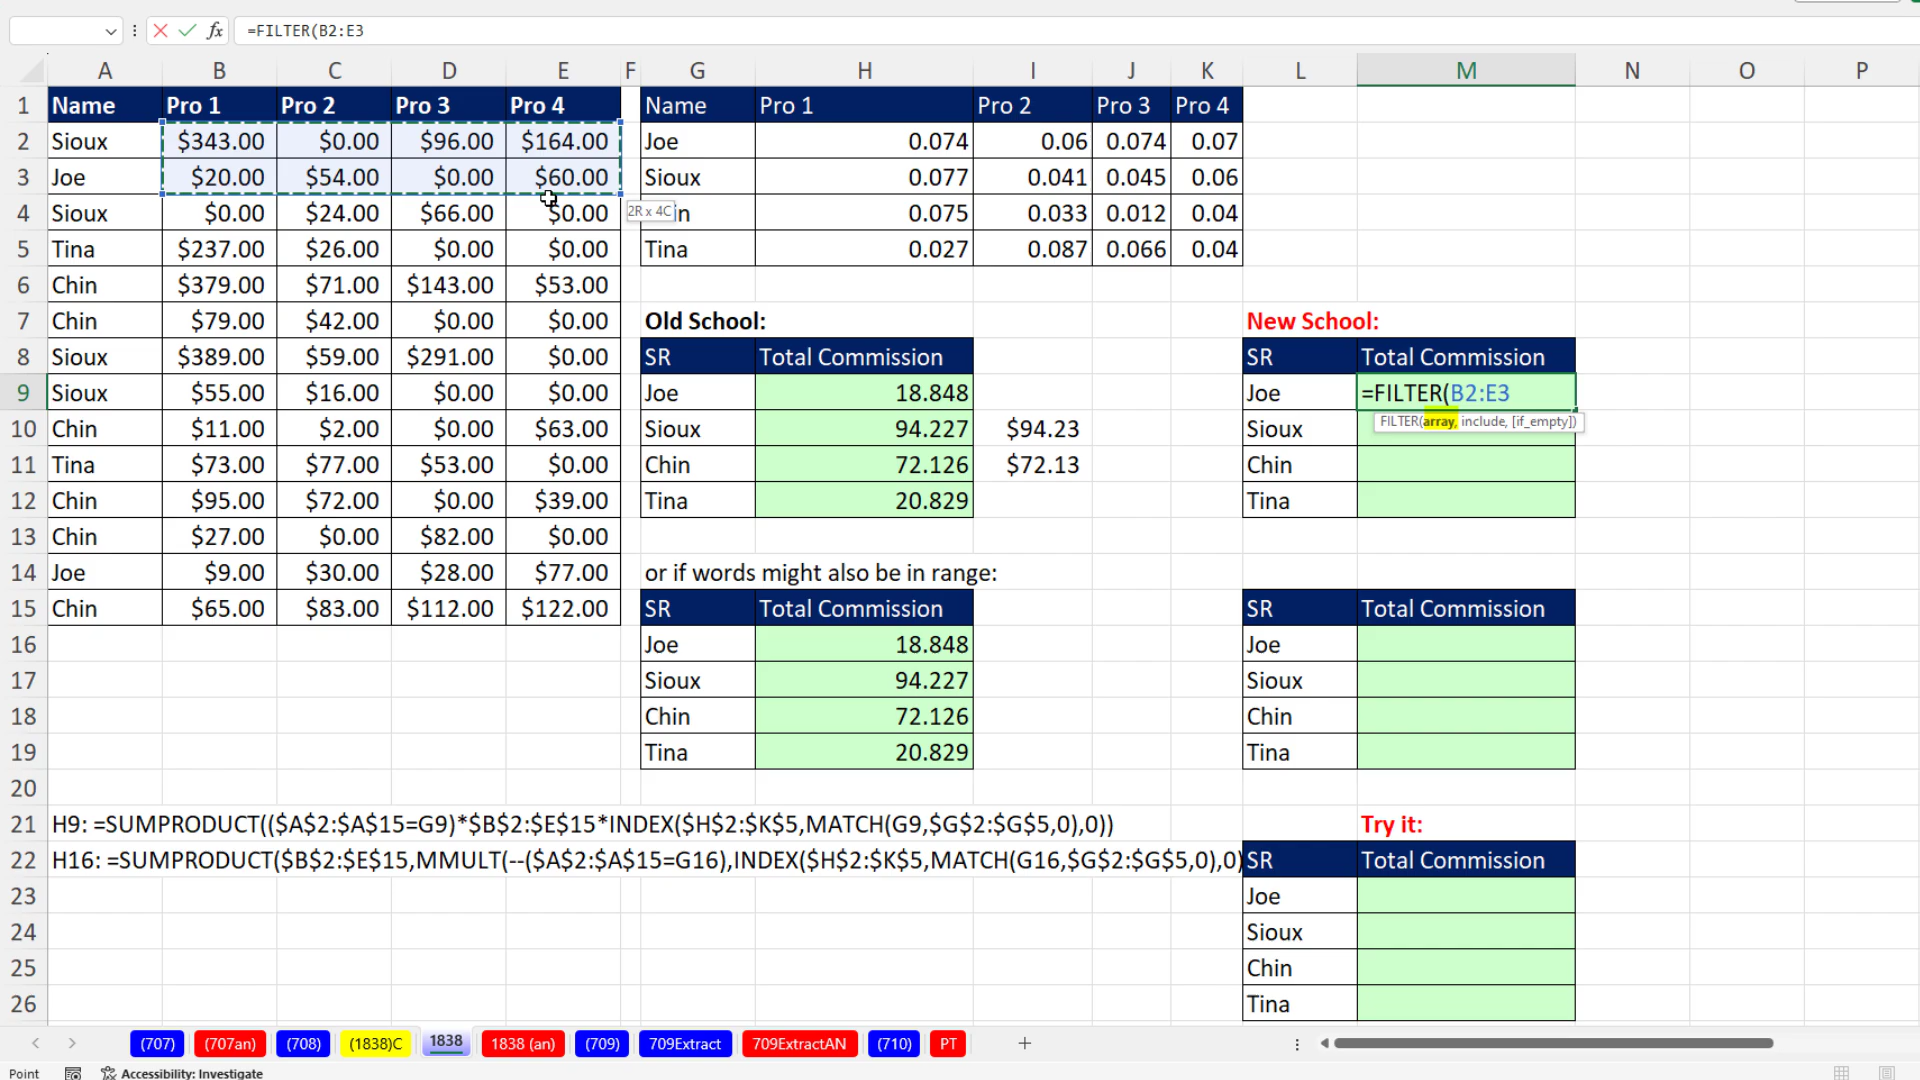 =FILTER(B2:E3
A B C D E F G H I J K L M N O P
1 Name Pro 1 Pro 2 Pro 3 Pro 4 Name Pro 1 Pro 2 Pro 3 Pro 4
2 Sioux $343.00 $0.00 $96.00 $164.00 Joe 0.074 0.06 0.074 0.07
3 Joe $20.00 $54.00 $0.00 $60.00 Sioux 0.077 0.041 0.045 0.06
4 Sioux $0.00 $24.00 $66.00 $0.00 2R x 4C in 0.075 0.033 0.012 0.04
5 Tina $237.00 $26.00 $0.00 $0.00 Tina 0.027 0.087 0.066 0.04
6 Chin $379.00 $71.00 $143.00 $53.00
7 Chin $79.00 $42.00 $0.00 $0.00 Old School: New School:
8 Sioux $389.00 $59.00 $291.00 $0.00 SR Total Commission SR Total Commission
9 Sioux $55.00 $16.00 $0.00 $0.00 Joe 18.848 Joe =FILTER(B2:E3
FILTER(array, include, [if_empty])
10 Chin $11.00 $2.00 $0.00 $63.00 Sioux 94.227 $94.23 Sioux
11 Tina $73.00 $77.00 $53.00 $0.00 Chin 72.126 $72.13 Chin
12 Chin $95.00 $72.00 $0.00 $39.00 Tina 20.829 Tina
13 Chin $27.00 $0.00 $82.00 $0.00
14 Joe $9.00 $30.00 $28.00 $77.00 or if words might also be in range:
15 Chin $65.00 $83.00 $112.00 $122.00 SR Total Commission SR Total Commission
16 Joe 18.848 Joe
17 Sioux 94.227 Sioux
18 Chin 72.126 Chin
19 Tina 20.829 Tina
20
21 H9: =SUMPRODUCT(($A$2:$A$15=G9)*$B$2:$E$15*INDEX($H$2:$K$5,MATCH(G9,$G$2:$G$5,0),0)) Try it:
22 H16: =SUMPRODUCT($B$2:$E$15,MMULT(--($A$2:$A$15=G16),INDEX($H$2:$K$5,MATCH(G16,$G$2:$G$5,0),0) SR Total Commission
23 Joe
24 Sioux
25 Chin
26 Tina
(707) (707an) (708) (1838)C 1838 1838 (an) (709) 709Extract 709ExtractAN (710) PT
Point Accessibility: Investigate